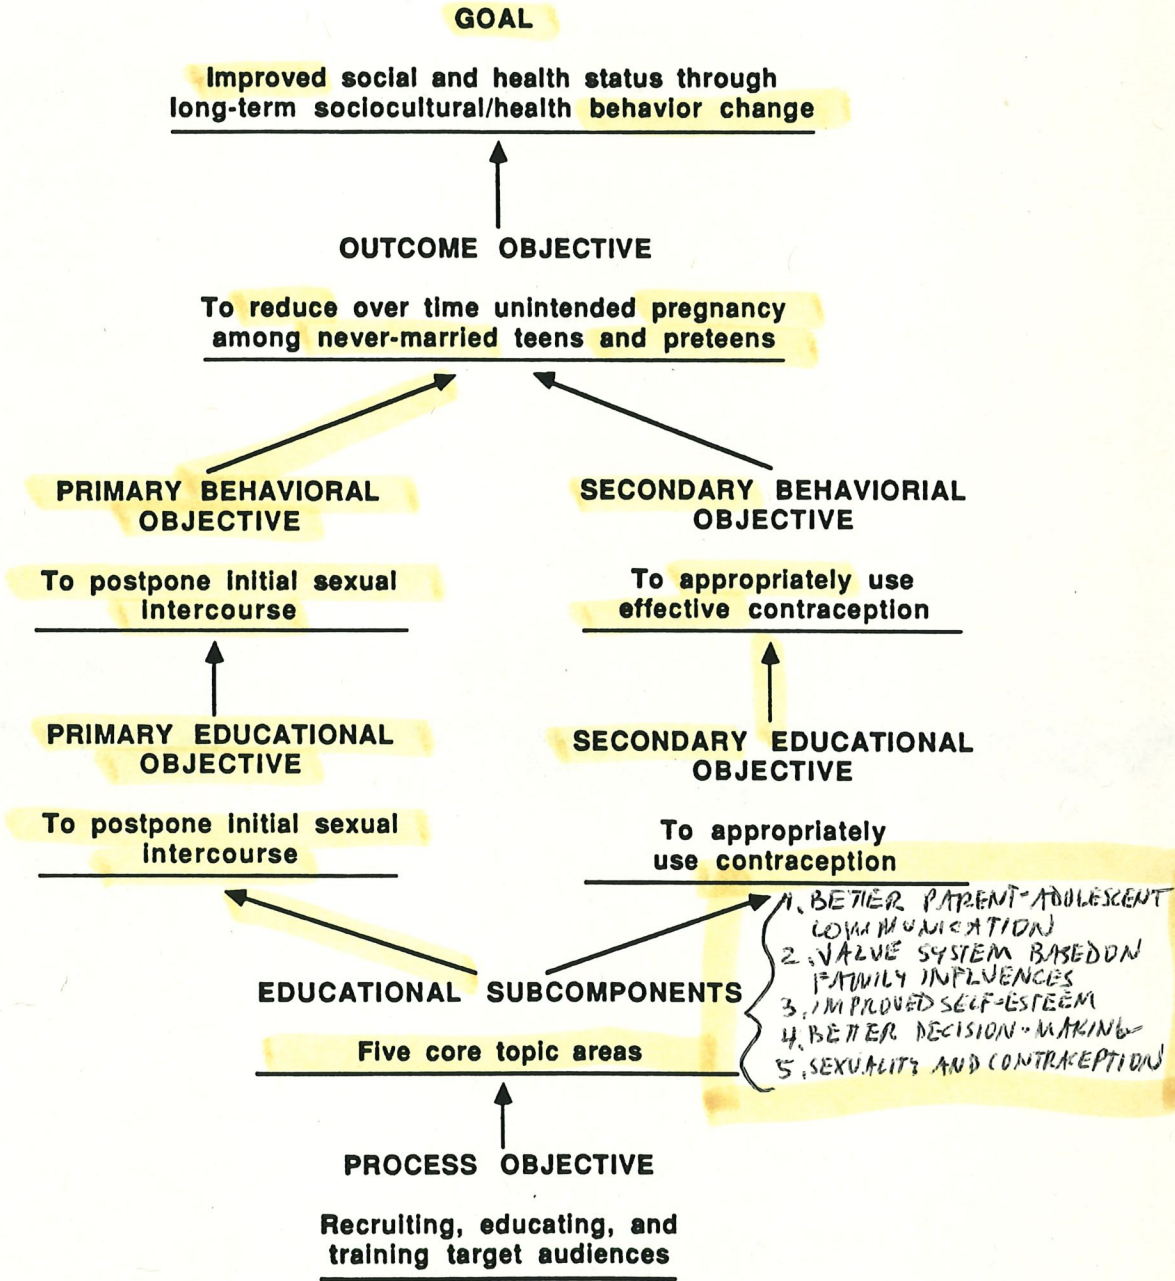 GOAL
Improved social and health status through
long-term sociocultural/health behavior change
OUTCOME OBJECTIVE
To reduce over time unintended pregnancy
among never-married teens and preteens
PRIMARY BEHAVIORAL
OBJECTIVE
To postpone initial sexual
intercourse
SECONDARY BEHAVIORIAL
OBJECTIVE
To appropriately use
effective contraception
PRIMARY EDUCATIONAL
OBJECTIVE
To postpone initial sexual
intercourse
SECONDARY EDUCATIONAL
OBJECTIVE
To appropriately
use contraception
EDUCATIONAL SUBCOMPONENTS
Five core topic areas
1. BETTER PARENT-ADOLESCENT
COMMUNICATION
2. VALUE SYSTEM BASED ON
FAMILY INFLUENCES
3. IMPROVED SELF-ESTEEM
4. BETTER DECISION-MAKING
5. SEXUALITY AND CONTRACEPTION
PROCESS OBJECTIVE
Recruiting, educating, and
training target audiences